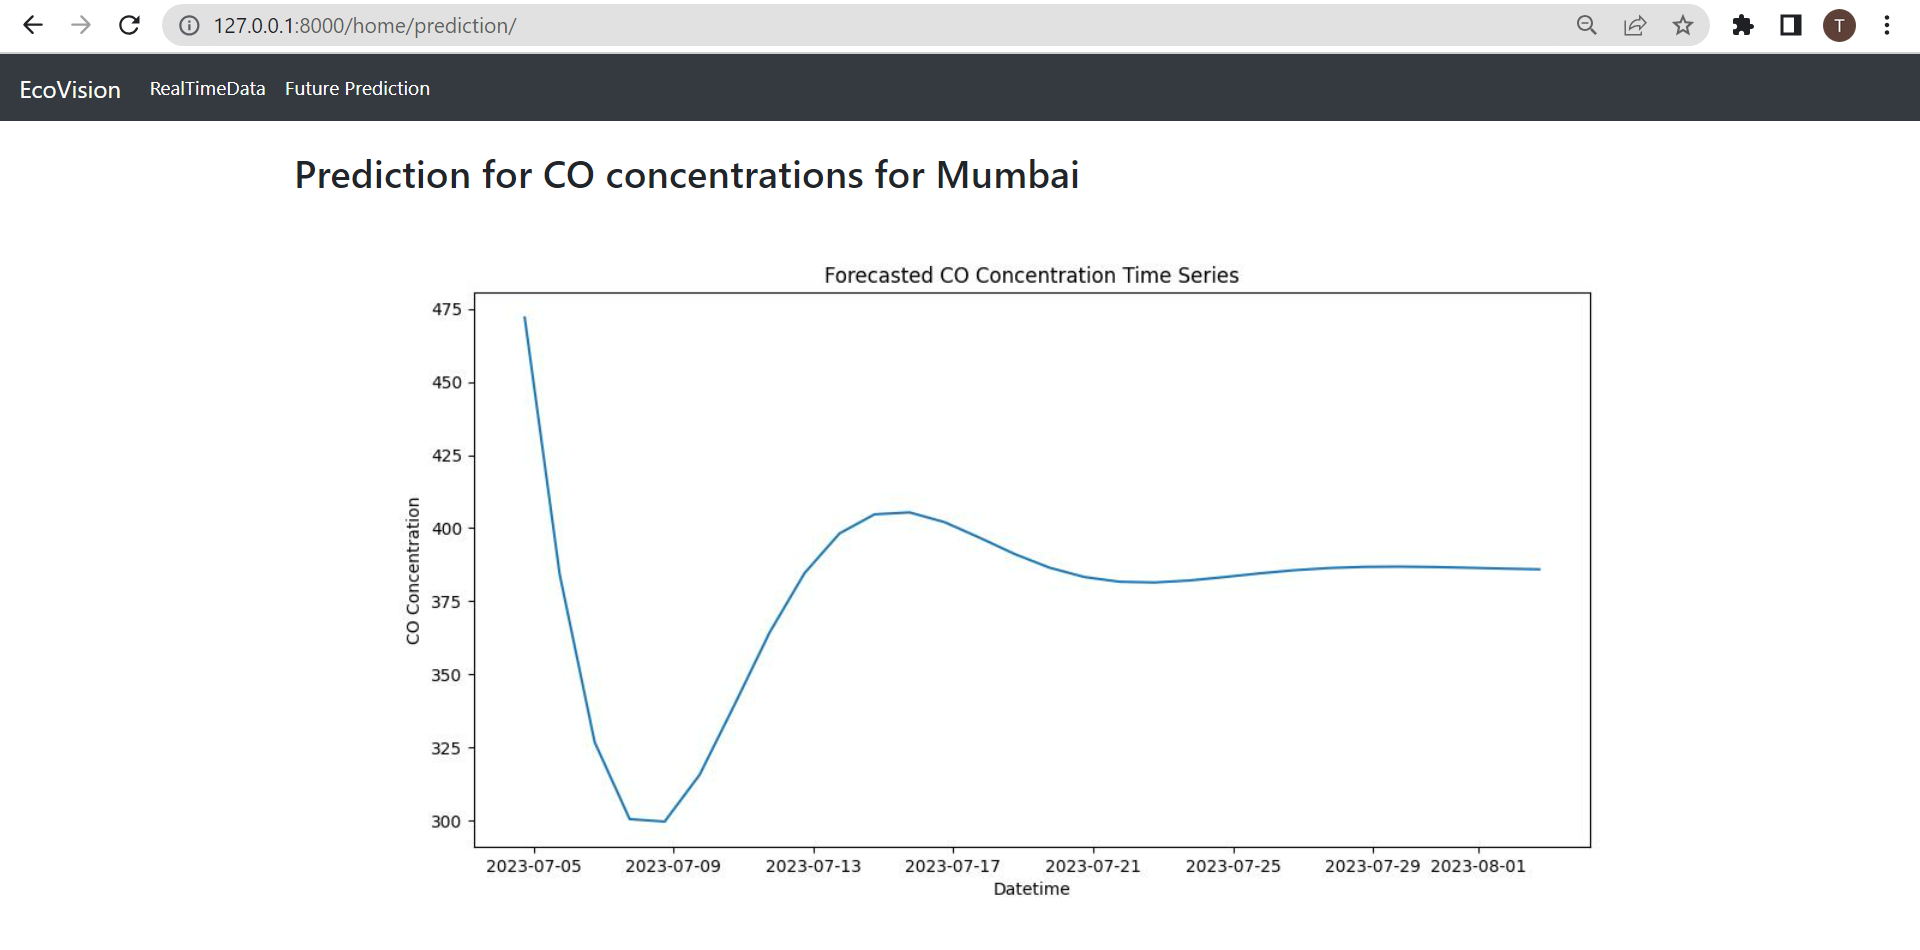 127.0.0.1:8000/home/prediction/
T
EcoVision RealTimeData Future Prediction
Prediction for CO concentrations for Mumbai
Forecasted CO Concentration Time Series
475
450
425
400
375
350
325
300
CO Concentration
2023-07-05 2023-07-09 2023-07-13 2023-07-17 2023-07-21 2023-07-25 2023-07-29 2023-08-01
Datetime